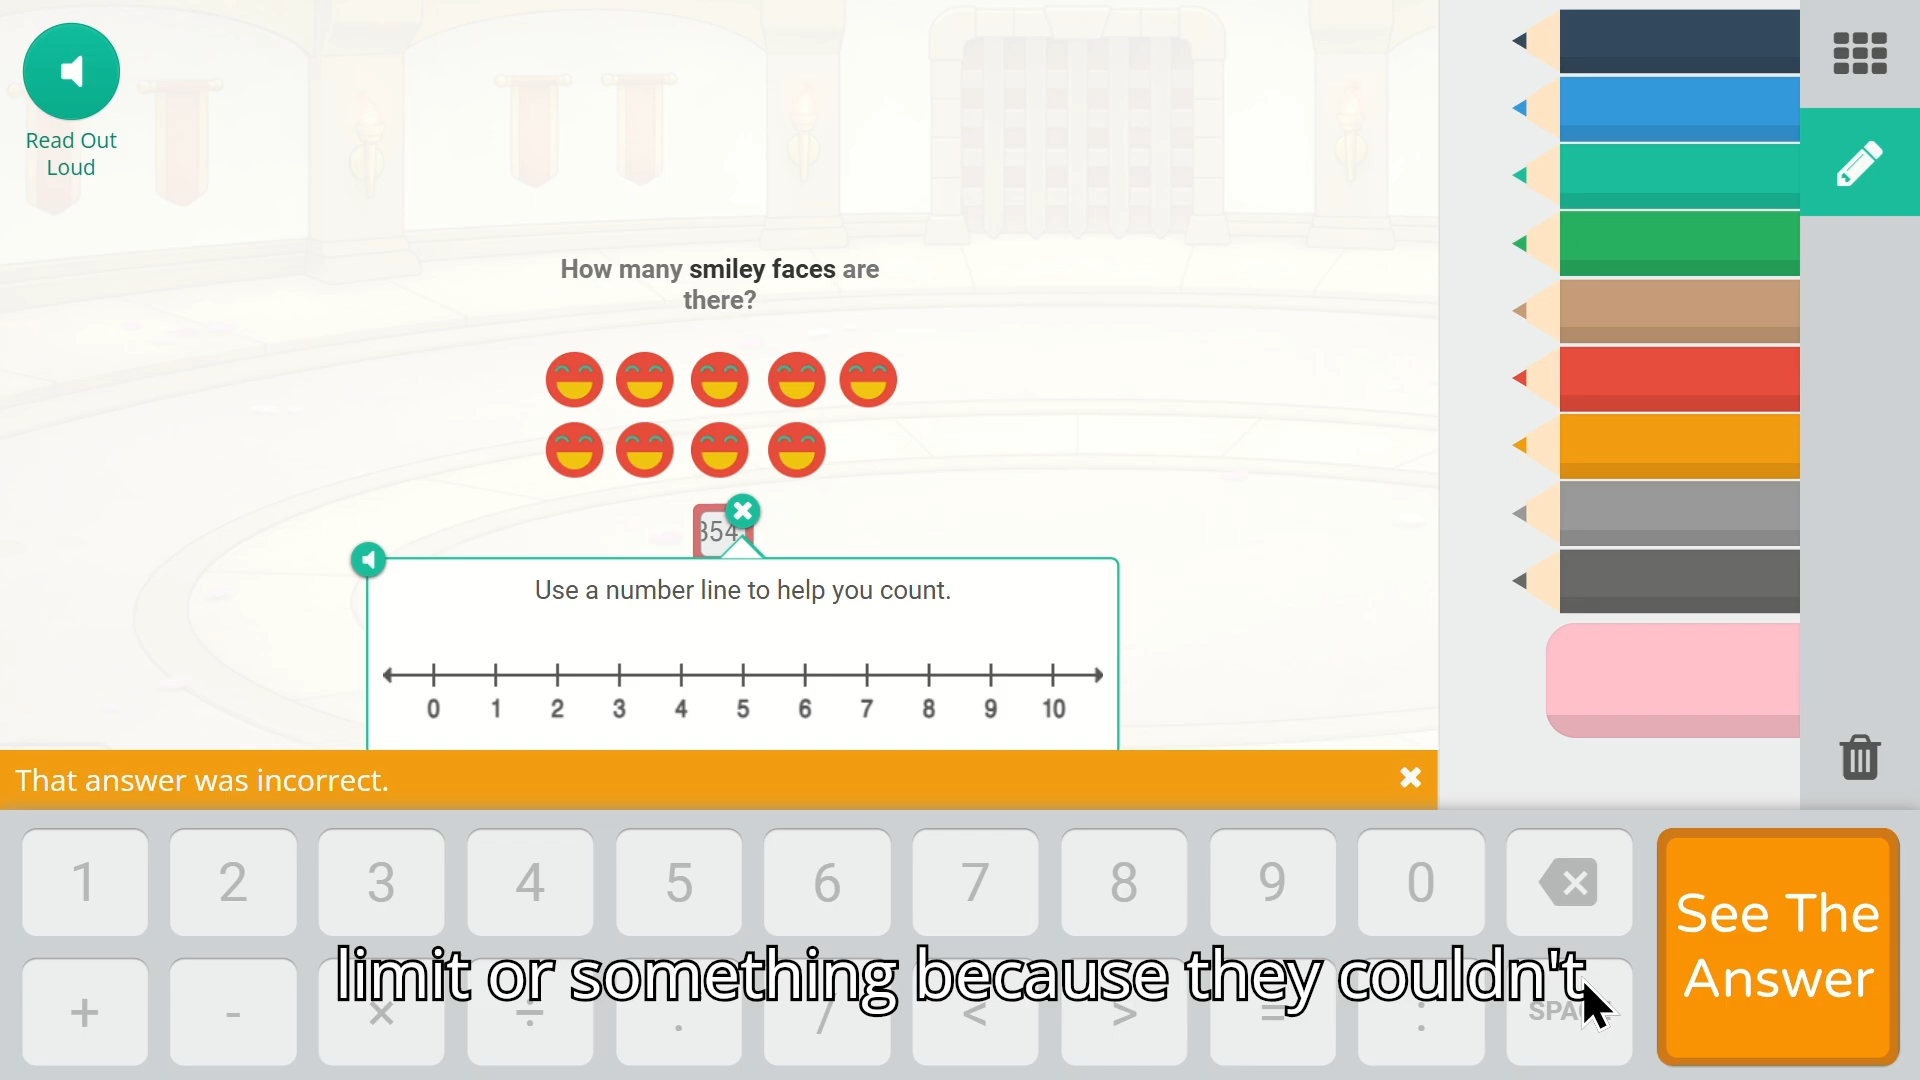 Read Out
Loud
How many smiley faces are
there?
354
Use a number line to help you count.
0 1 2 3 4 5 6 7 8 9 10
That answer was incorrect.
1 2 3 4 5 6 7 8 9 0
See The
Answer
limit or something because they couldn't
+ - × ÷ . / < > = :